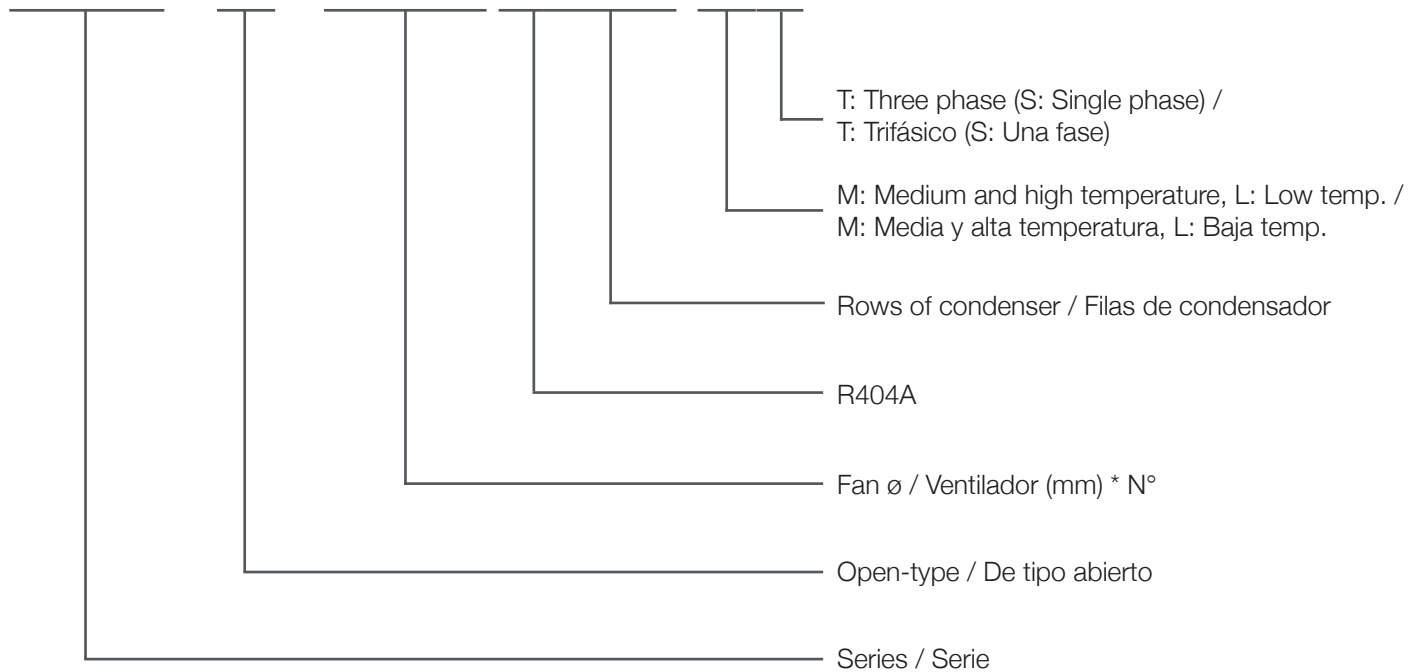 T: Three phase (S: Single phase) /
T: Trifásico (S: Una fase)
M: Medium and high temperature, L: Low temp. /
M: Media y alta temperatura, L: Baja temp.
Rows of condenser / Filas de condensador
R404A
Fan ø / Ventilador (mm) * N°
Open-type / De tipo abierto
Series / Serie